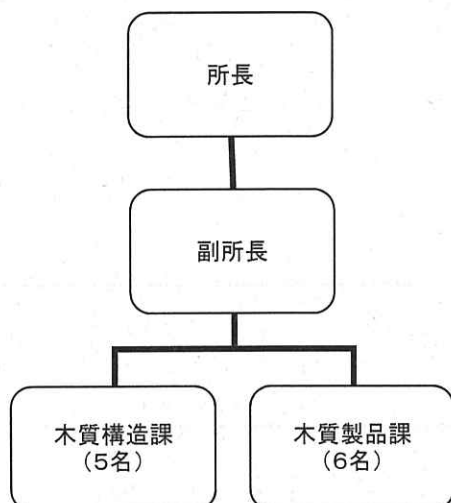 所長
副所長
木質構造課
（5名）
木質製品課
（6名）